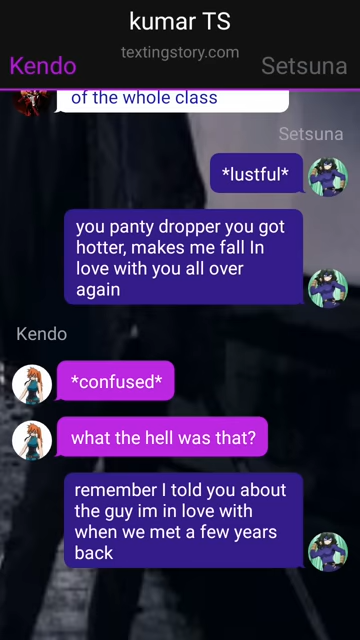 kumar TS
textingstory.com
Kendo
Setsuna
of the whole class
Setsuna
*lustful*
you panty dropper you got
hotter, makes me fall In
love with you all over
again
Kendo
*confused*
what the hell was that?
remember I told you about
the guy im in love with
when we met a few years
back